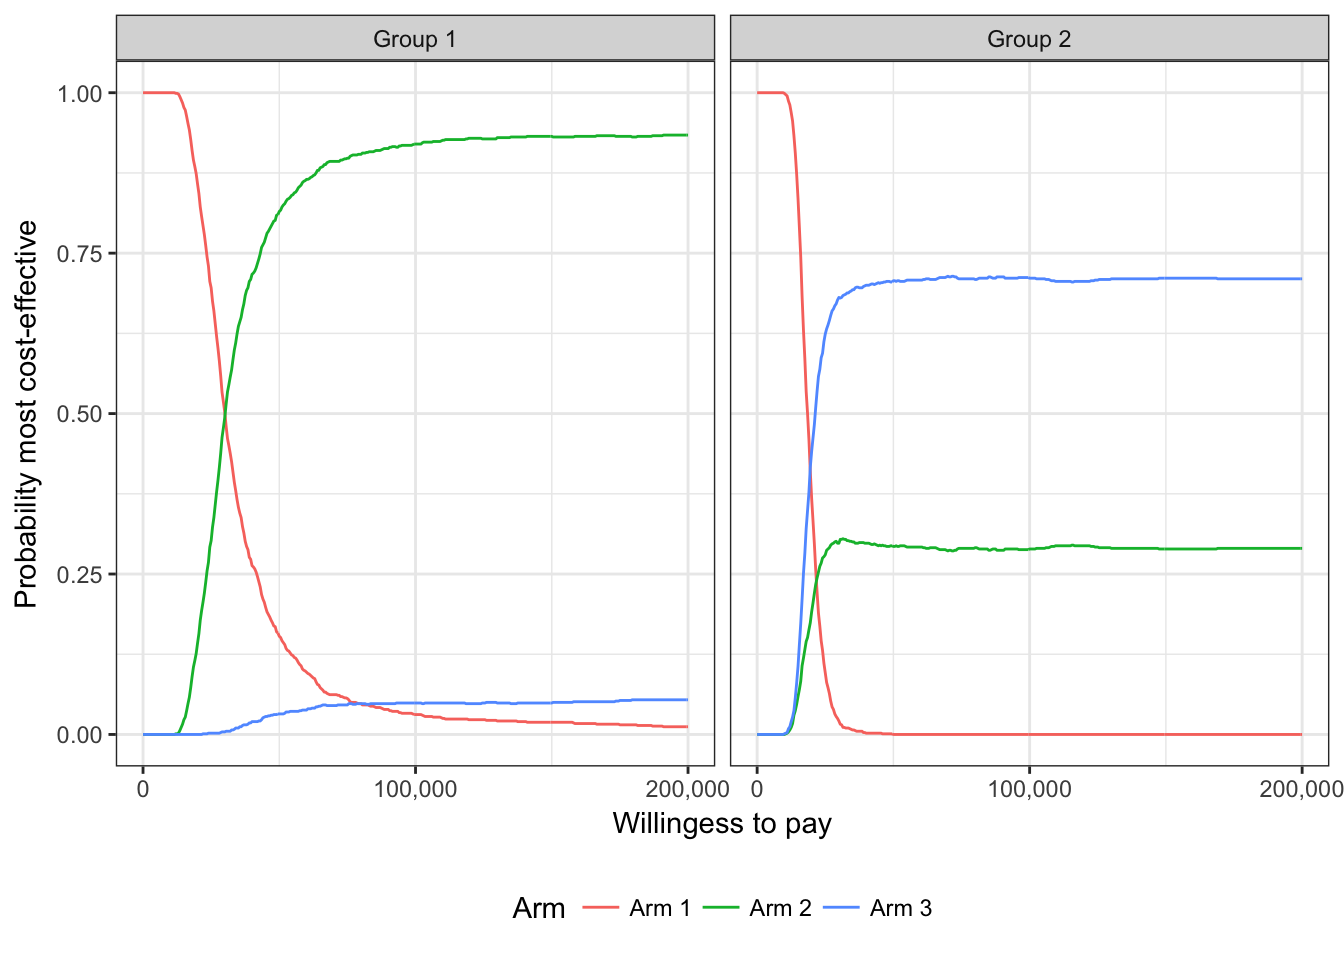 Group 1
Group 2
Probability most cost-effective
1.00
0.75
0.50
0.25
0.00
0 100,000 200,000 0 100,000 200,000
Willingess to pay
Arm Arm 1 Arm 2 Arm 3